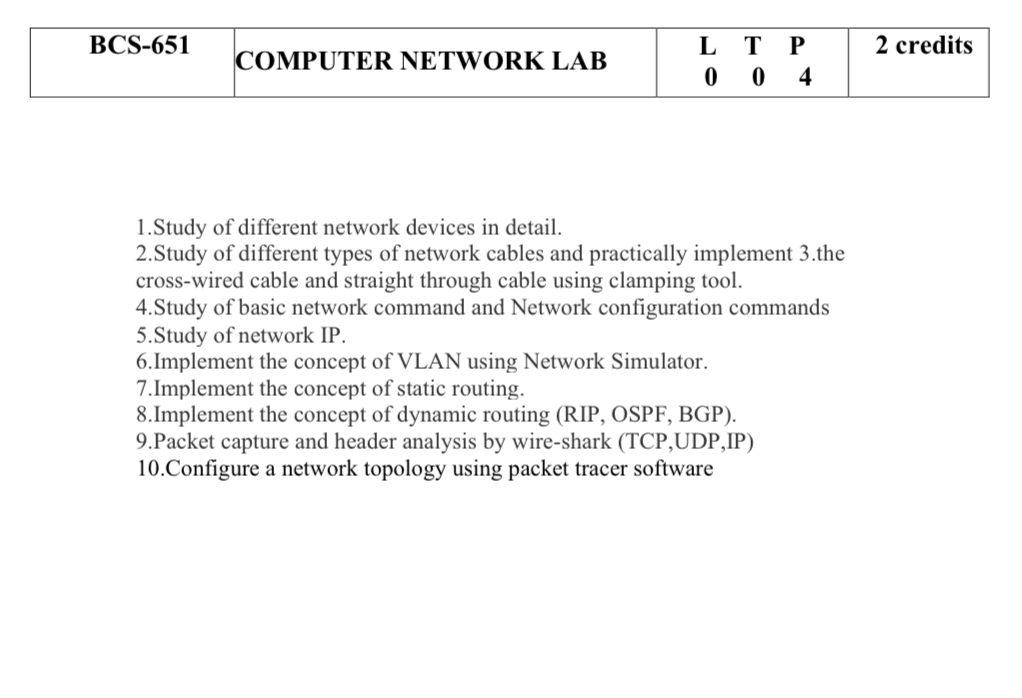 BCS-651
COMPUTER NETWORK LAB
L T P
0 0 4
2 credits
1.Study of different network devices in detail.
2.Study of different types of network cables and practically implement 3.the
cross-wired cable and straight through cable using clamping tool.
4.Study of basic network command and Network configuration commands
5.Study of network IP.
6.Implement the concept of VLAN using Network Simulator.
7.Implement the concept of static routing.
8.Implement the concept of dynamic routing (RIP, OSPF, BGP).
9.Packet capture and header analysis by wire-shark (TCP,UDP,IP)
10.Configure a network topology using packet tracer software